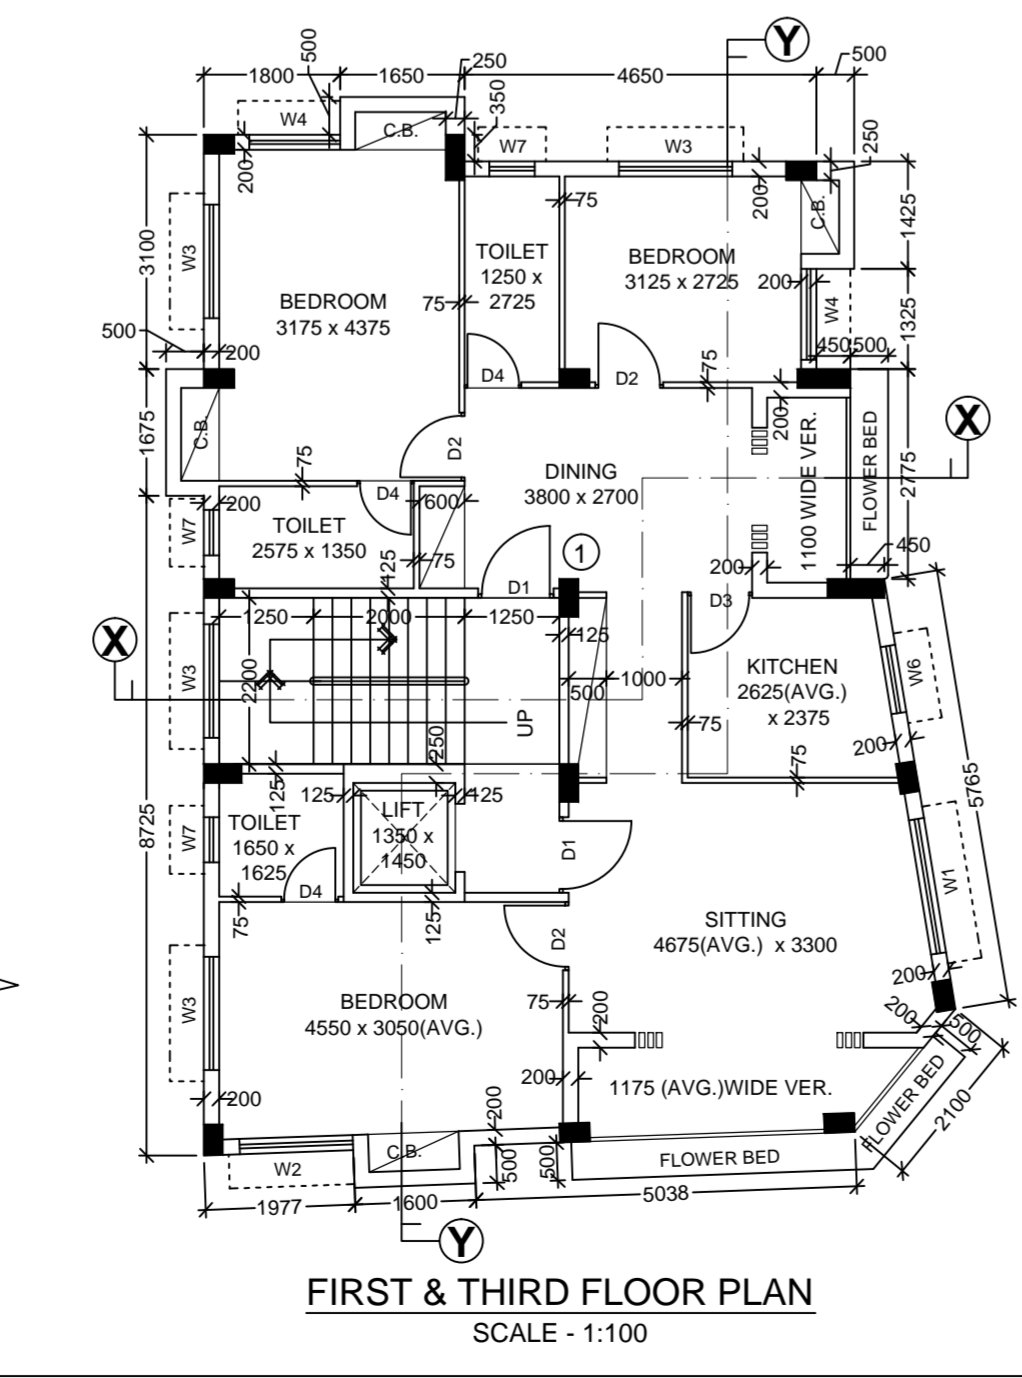 Y
500
250
500
1800
1650
4650
350
250
W4
C.B.
W7
W3
200
75
200
C.B.
1425
3100
W3
TOILET
1250 x
2725
BEDROOM
3125 x 2725
200
W4
1325
BEDROOM
3175 x 4375
75
500
200
450
500
D4
D2
75
200
1675
C.B.
75
D2
1100 WIDE VER.
FLOWER BED
2775
X
DINING
3800 x 2700
200
D4
600
W7
TOILET
2575 x 1350
125
75
1
200
450
D1
D3
1250
2000
1250
125
X
W3
2200
500
1000
KITCHEN
2625(AVG.)
x 2375
W6
UP
75
200
250
75
5765
125
125
125
8725
W7
TOILET
1650 x
1625
LIFT
1350 x
1450
D1
D4
W1
75
125
D2
SITTING
4675(AVG.) x 3300
200
W3
BEDROOM
4550 x 3050(AVG.)
75
200
200
500
200
1175 (AVG.)WIDE VER.
FLOWER BED
2100
200
200
C.B.
500
500
W2
FLOWER BED
1977
1600
5038
Y
FIRST & THIRD FLOOR PLAN
SCALE - 1:100